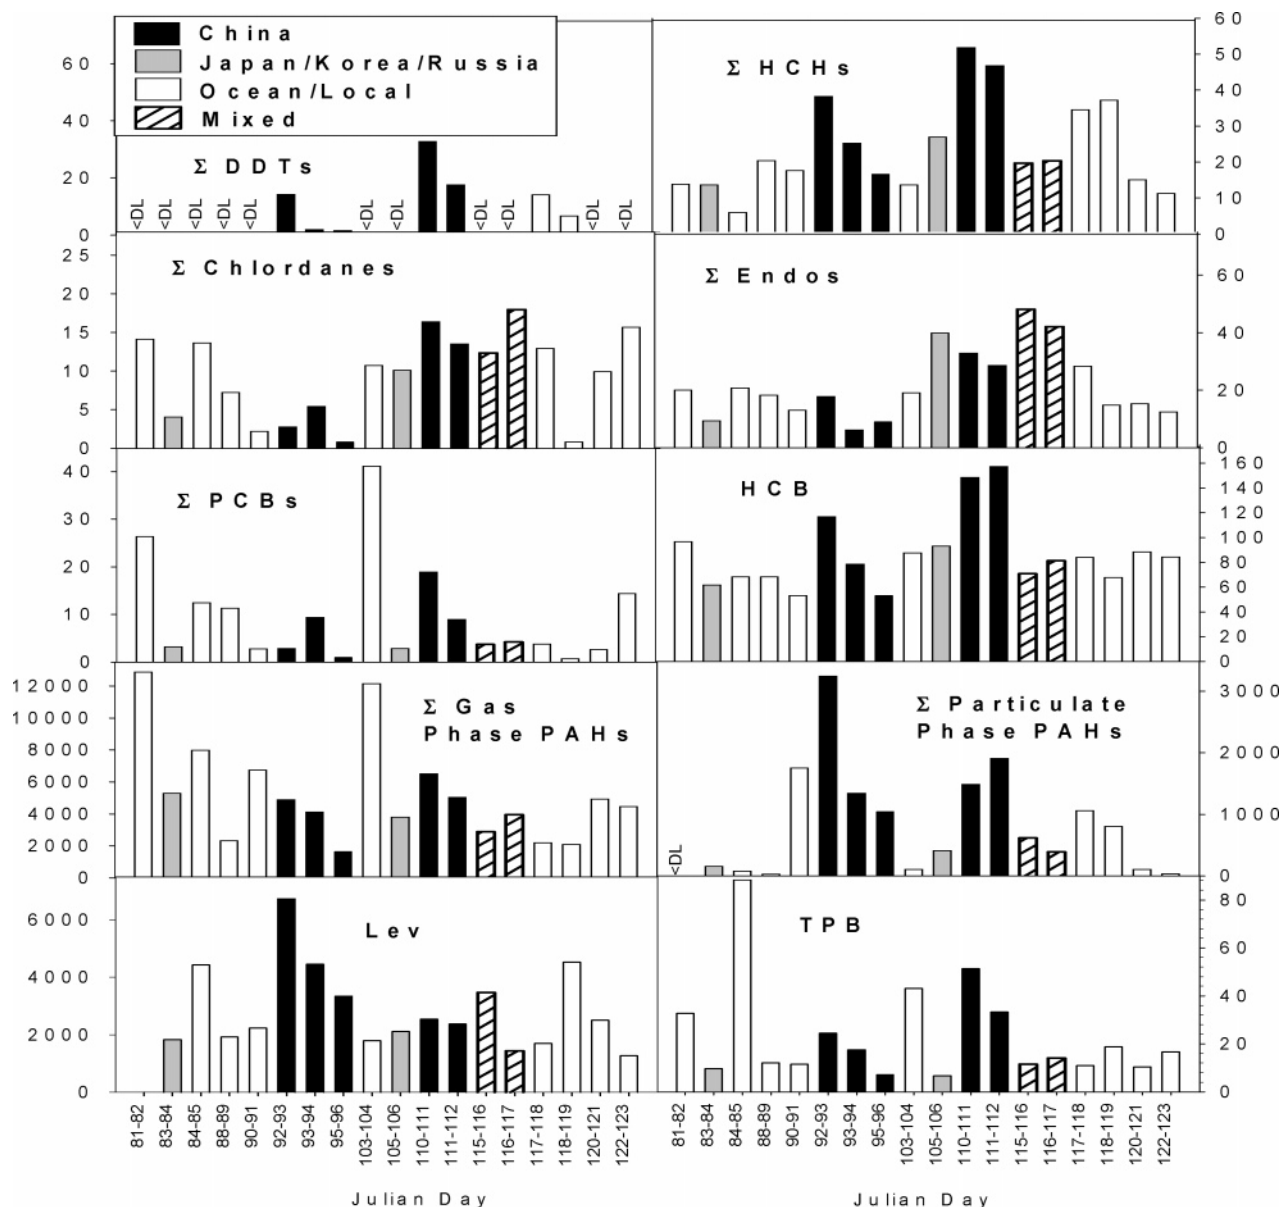 China
Japan/Korea/Russia
Ocean/Local
Mixed
60
40
20
0
Σ DDTs
<DL <DL <DL <DL <DL <DL <DL <DL <DL <DL <DL
Σ HCHs
60
50
40
30
20
10
0
25
20
15
10
5
0
Σ Chlordanes
Σ Endos
60
40
20
0
40
30
20
10
0
Σ PCBs
HCB
160
140
120
100
80
60
40
20
0
12000
10000
8000
6000
4000
2000
0
Σ Gas
Phase PAHs
Σ Particulate
Phase PAHs
<DL
3000
2000
1000
0
6000
4000
2000
0
Lev
TPB
80
60
40
20
0
81-82 83-84 84-85 88-89 90-91 92-93 93-94 95-96 103-104 105-106 110-111 111-112 115-116 116-117 117-118 118-119 120-121 122-123
81-82 83-84 84-85 88-89 90-91 92-93 93-94 95-96 103-104 105-106 110-111 111-112 115-116 116-117 117-118 118-119 120-121 122-123
Julian Day
Julian Day